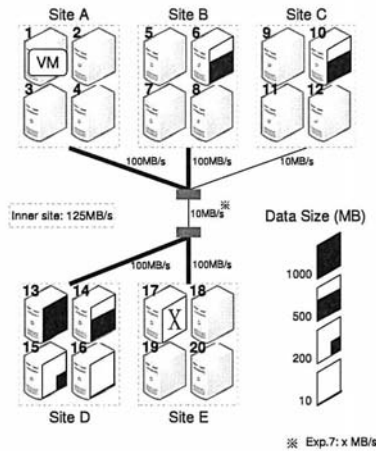 Site A Site B Site C
1 2 5 6 9 10
VM
3 4 7 8 11 12
100MB/s 100MB/s 10MB/s
Inner site: 125MB/s
10MB/s ※
Data Size (MB)
100MB/s 100MB/s
13 14 17 18
X
1000
15 16 19 20
500
200
Site D Site E
10
※ Exp.7: x MB/s